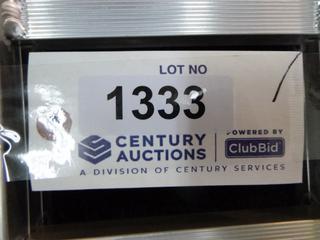 LOT NO
1333
CENTURY AUCTIONS
POWERED BY
ClubBid
A DIVISION OF CENTURY SERVICES